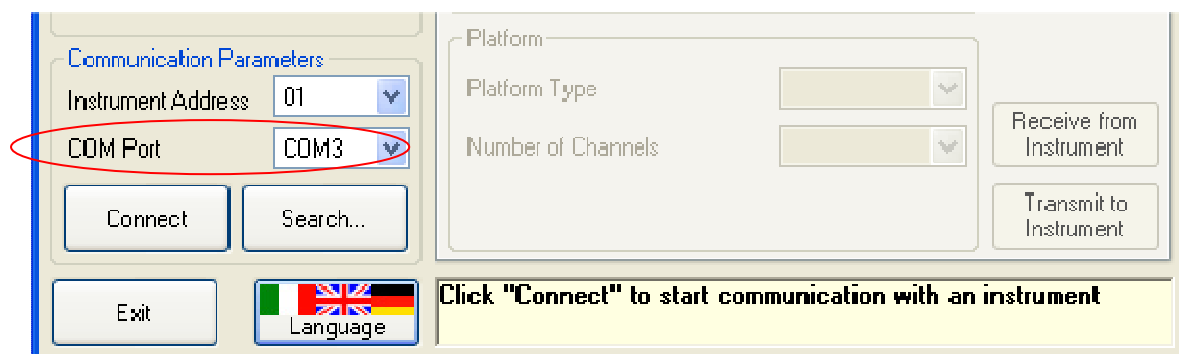 Communication Parameters
Instrument Address 01
COM Port COM3
Connect Search...
Exit
Language
Platform
Platform Type
Number of Channels
Receive from
Instrument
Transmit to
Instrument
Click "Connect" to start communication with an instrument